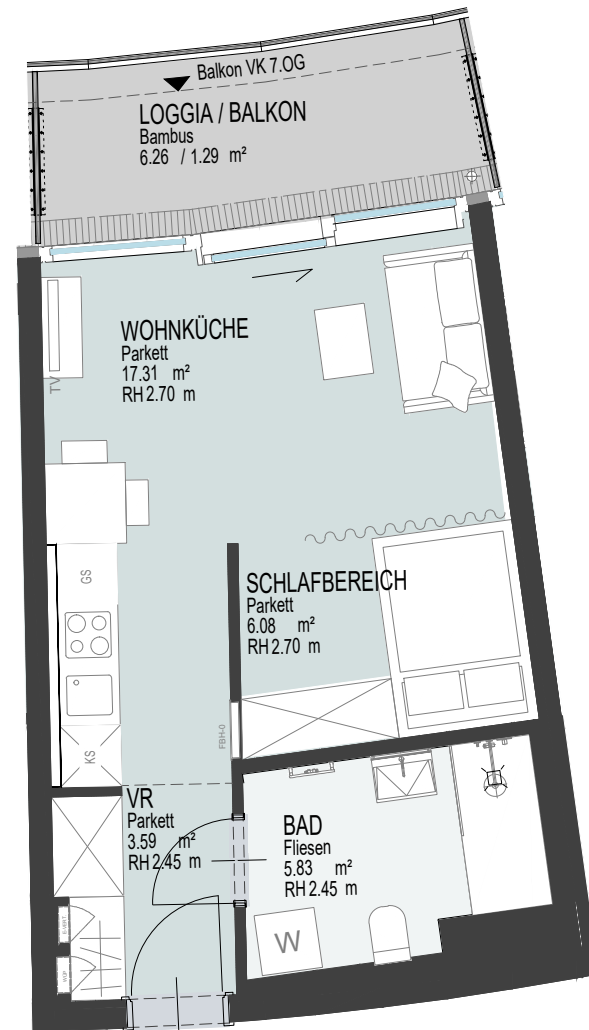 Balkon VK 7.OG
LOGGIA / BALKON
Bambus
6.26 / 1.29 m²
WOHNKÜCHE
Parkett
17.31 m²
RH 2.70 m
TV
GS
SCHLAFBEREICH
Parkett
6.08 m²
RH 2.70 m
FBH-0
KS
VR
Parkett
3.59 m²
RH 2.45 m
BAD
Fliesen
5.83 m²
RH 2.45 m
W